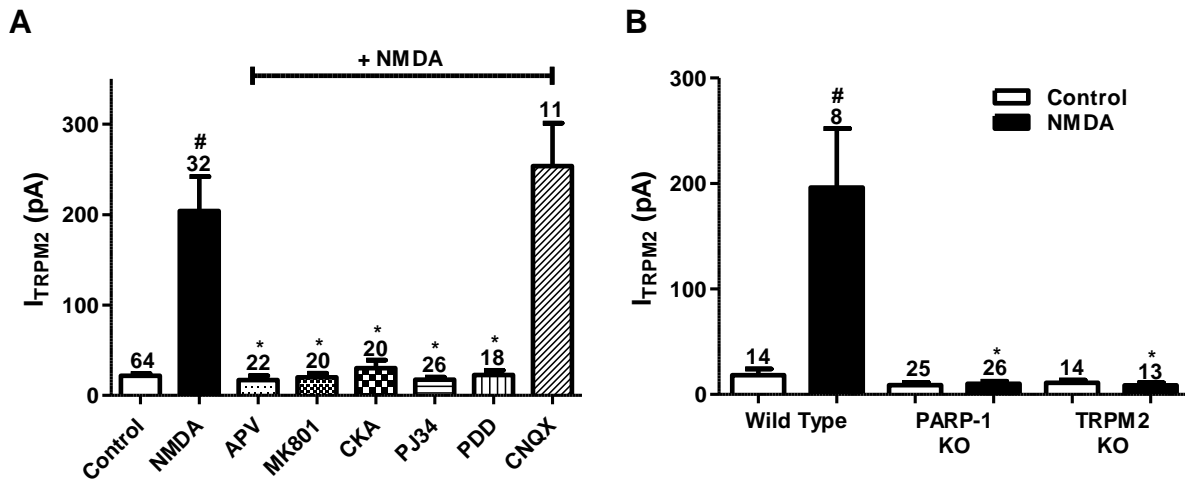 A
+ NMDA
I_TRPM2 (pA)
300
200
100
0
64
#
32
*
22
*
20
*
20
*
26
*
18
11
Control
NMDA
APV
MK801
CKA
PJ34
PDD
CNQX
B
I_TRPM2 (pA)
300
200
100
0
Control
NMDA
14
#
8
25
*
26
14
*
13
Wild Type
PARP-1
KO
TRPM2
KO